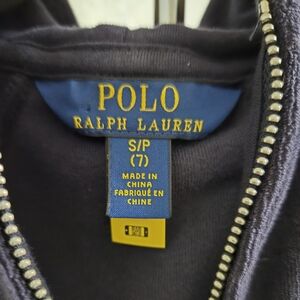 POLO
RALPH LAUREN
S/P
(7)
MADE IN
CHINA
FABRIQUÉ EN
CHINE